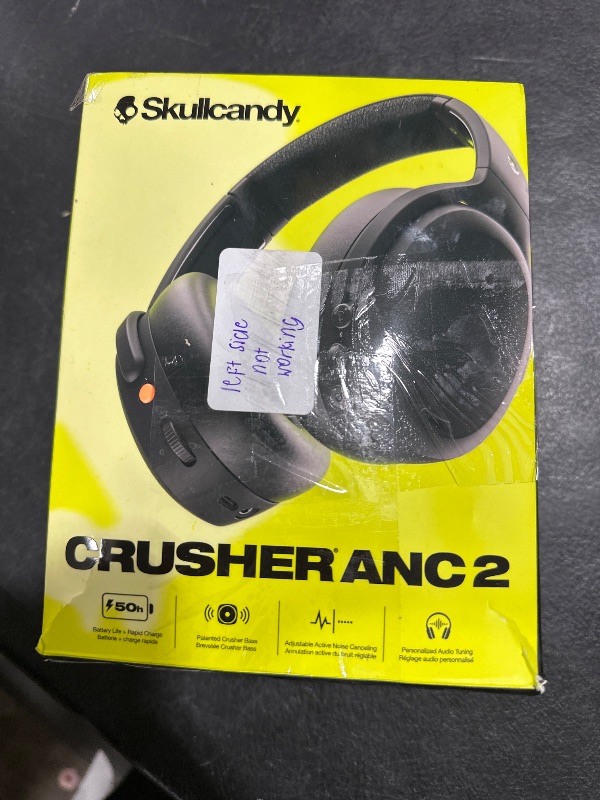 Skullcandy
left side
not
working
CRUSHER ANC 2
50h
Battery Life + Rapid Charge
Batterie + charge rapide
Patented Crusher Bass
Brevetée Crusher Bass
Adjustable Active Noise Canceling
Annulation active du bruit réglable
Personalized Audio Tuning
Réglage audio personnalisé